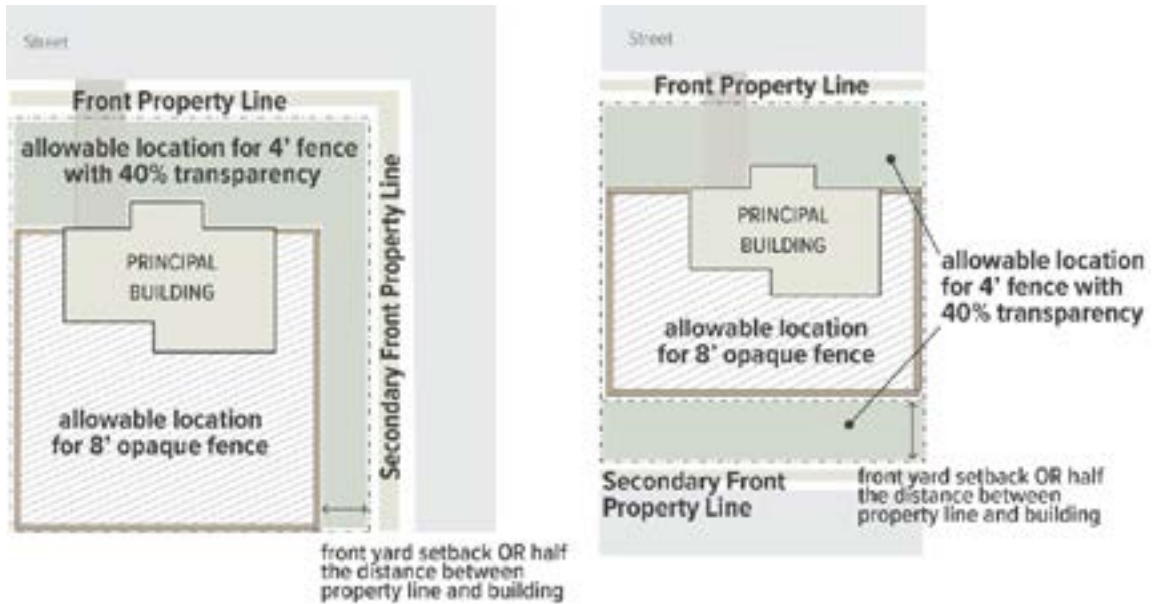 Street
Front Property Line
allowable location for 4' fence
with 40% transparency
PRINCIPAL
BUILDING
allowable location
for 8' opaque fence
Secondary Front Property Line
front yard setback OR half
the distance between
property line and building
Street
Front Property Line
PRINCIPAL
BUILDING
allowable location
for 8' opaque fence
allowable location
for 4' fence with
40% transparency
Secondary Front
Property Line
front yard setback OR half
the distance between
property line and building